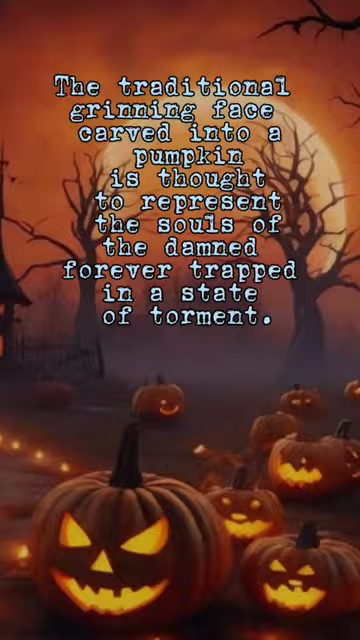 The traditional
grinning face
carved into a
pumpkin
is thought
to represent
the souls of
the damned
forever trapped
in a state
of torment.